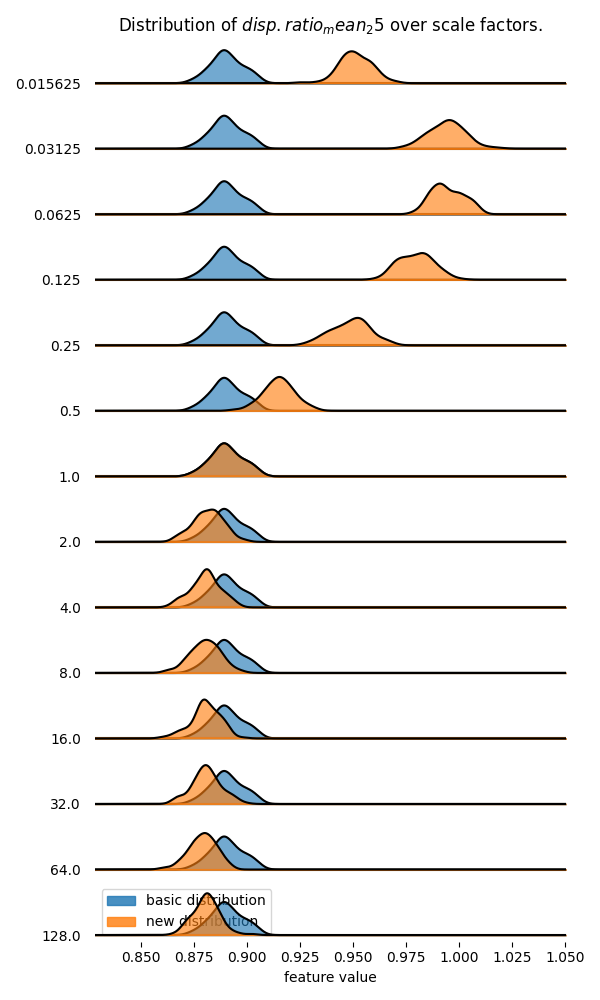 Distribution of disp. ratio_mean_25 over scale factors.
0.015625
0.03125
0.0625
0.125
0.25
0.5
1.0
2.0
4.0
8.0
16.0
32.0
64.0
basic distribution
new distribution
128.0
0.850 0.875 0.900 0.925 0.950 0.975 1.000 1.025 1.050
feature value